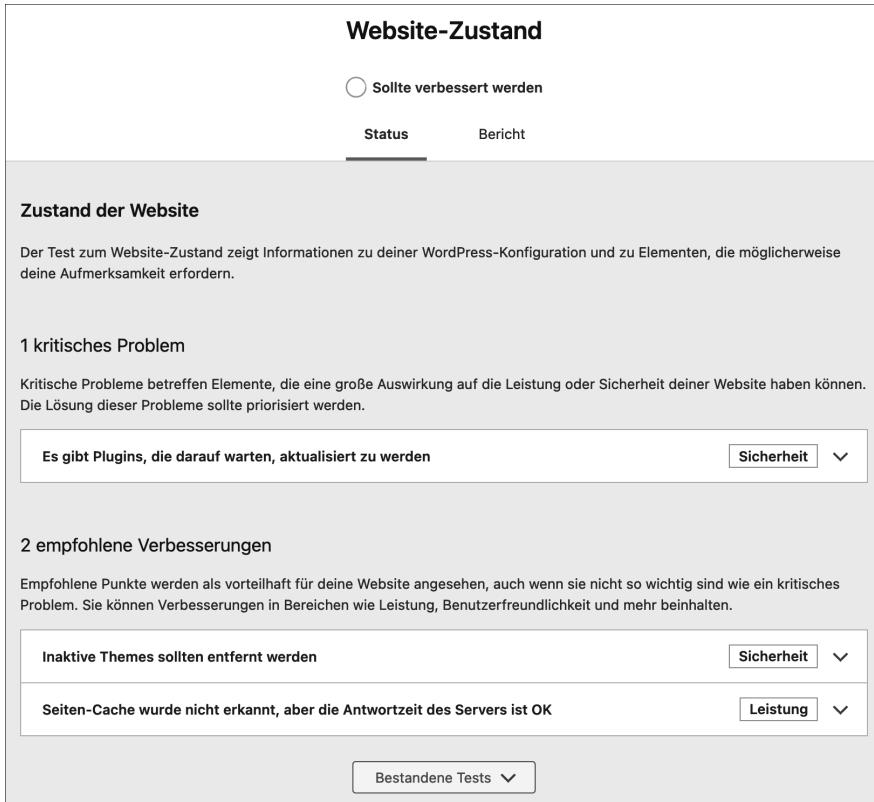 Website-Zustand
Sollte verbessert werden
Status
Bericht
Zustand der Website
Der Test zum Website-Zustand zeigt Informationen zu deiner WordPress-Konfiguration und zu Elementen, die möglicherweise
deine Aufmerksamkeit erfordern.
1 kritisches Problem
Kritische Probleme betreffen Elemente, die eine große Auswirkung auf die Leistung oder Sicherheit deiner Website haben können.
Die Lösung dieser Probleme sollte priorisiert werden.
Es gibt Plugins, die darauf warten, aktualisiert zu werden
Sicherheit
2 empfohlene Verbesserungen
Empfohlene Punkte werden als vorteilhaft für deine Website angesehen, auch wenn sie nicht so wichtig sind wie ein kritisches
Problem. Sie können Verbesserungen in Bereichen wie Leistung, Benutzerfreundlichkeit und mehr beinhalten.
Inaktive Themes sollten entfernt werden
Sicherheit
Seiten-Cache wurde nicht erkannt, aber die Antwortzeit des Servers ist OK
Leistung
Bestandene Tests